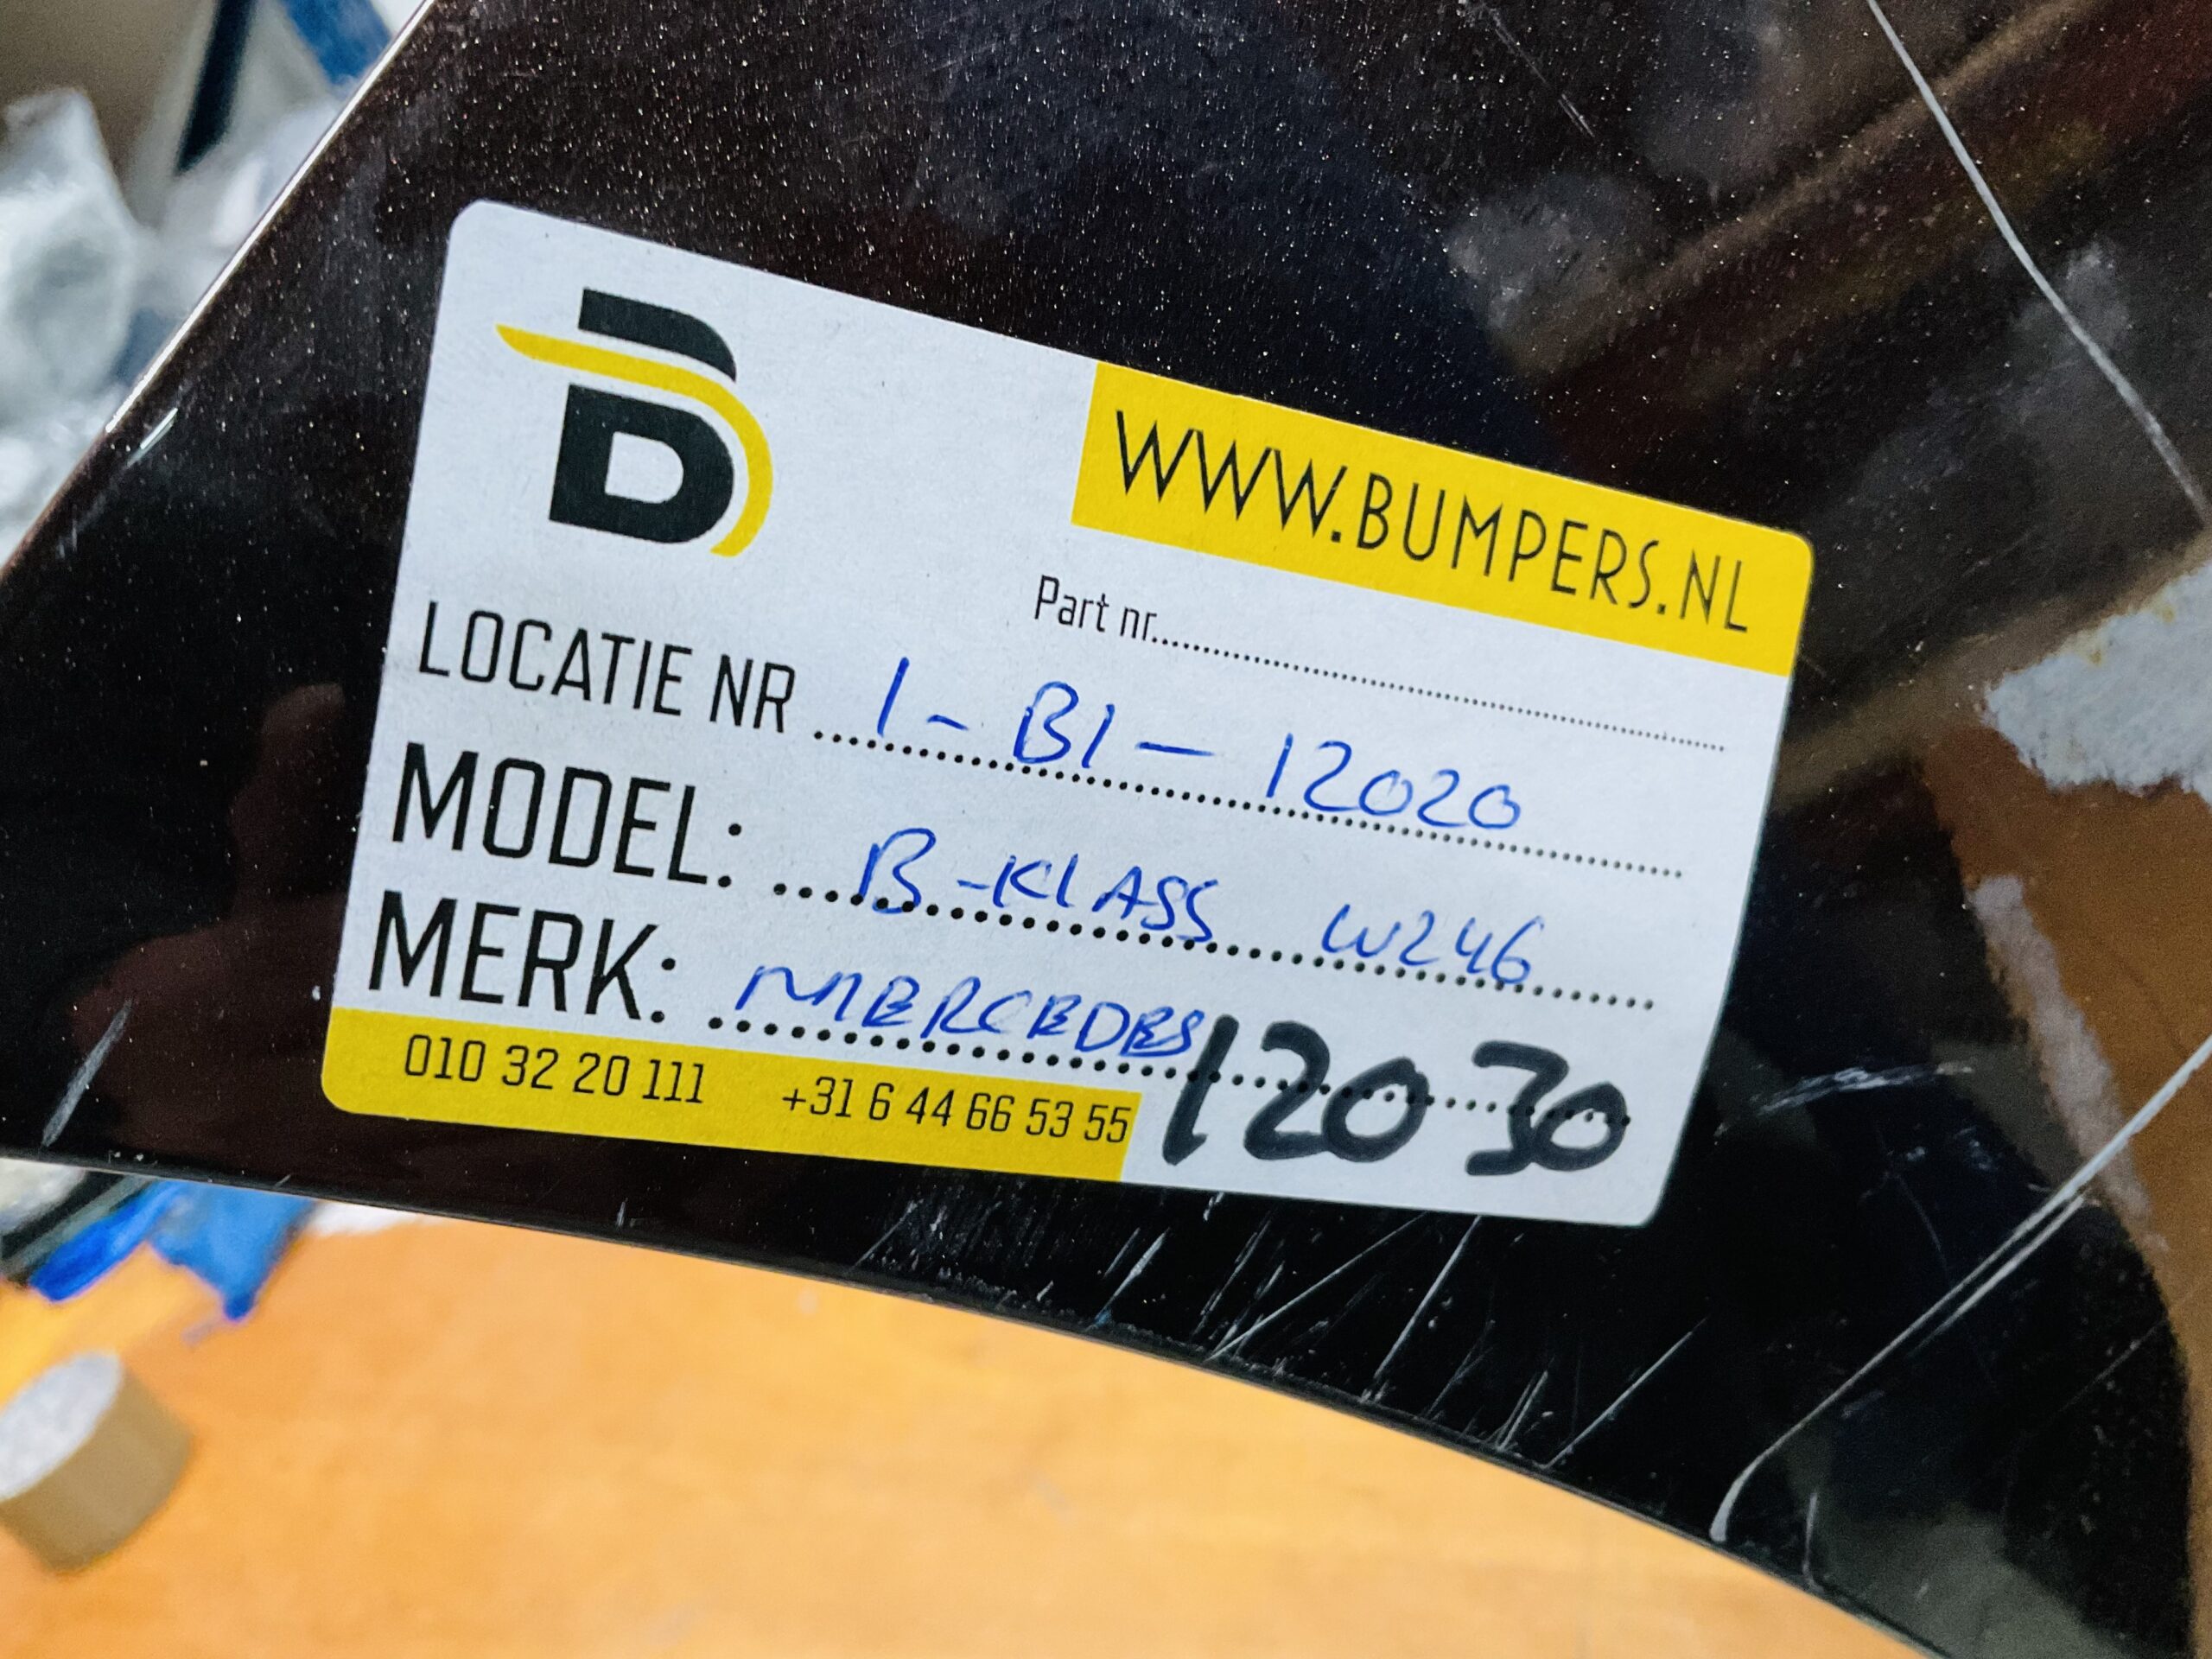 B
WWW.BUMPERS.NL
Part nr...
LOCATIE NR ... 1 - B1 - 12020
MODEL: ... B-KLASS W246
MERK: ... MERCEDES
12030
010 32 20 111 +31 6 44 66 53 55